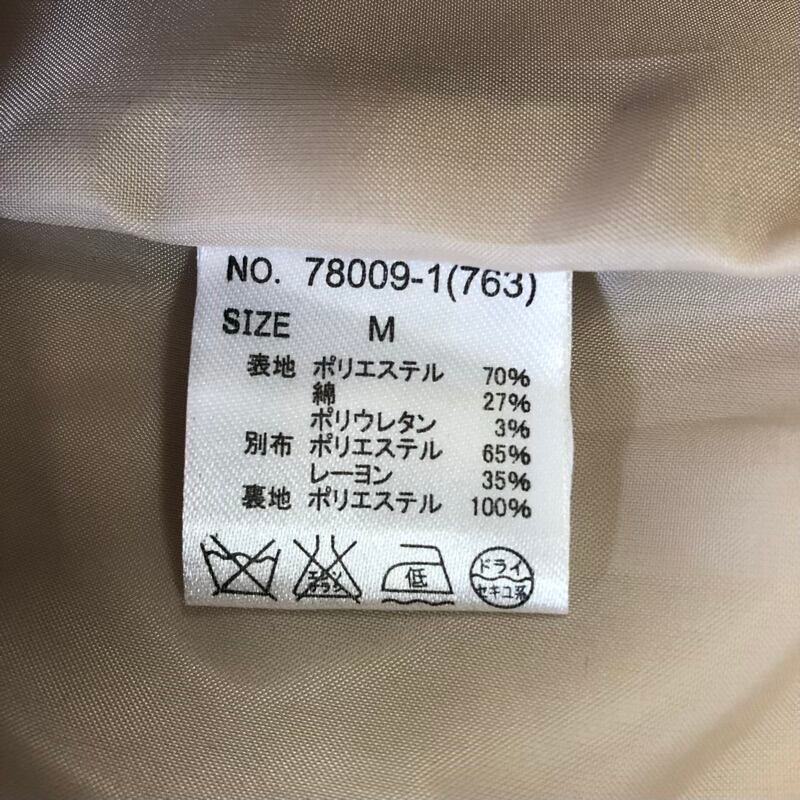 NO. 78009-1(763)
SIZE M
表地 ポリエステル 70%
綿 27%
ポリウレタン 3%
別布 ポリエステル 65%
レーヨン 35%
裏地 ポリエステル 100%
エンソ サラシ
低
ドライ
セキユ系